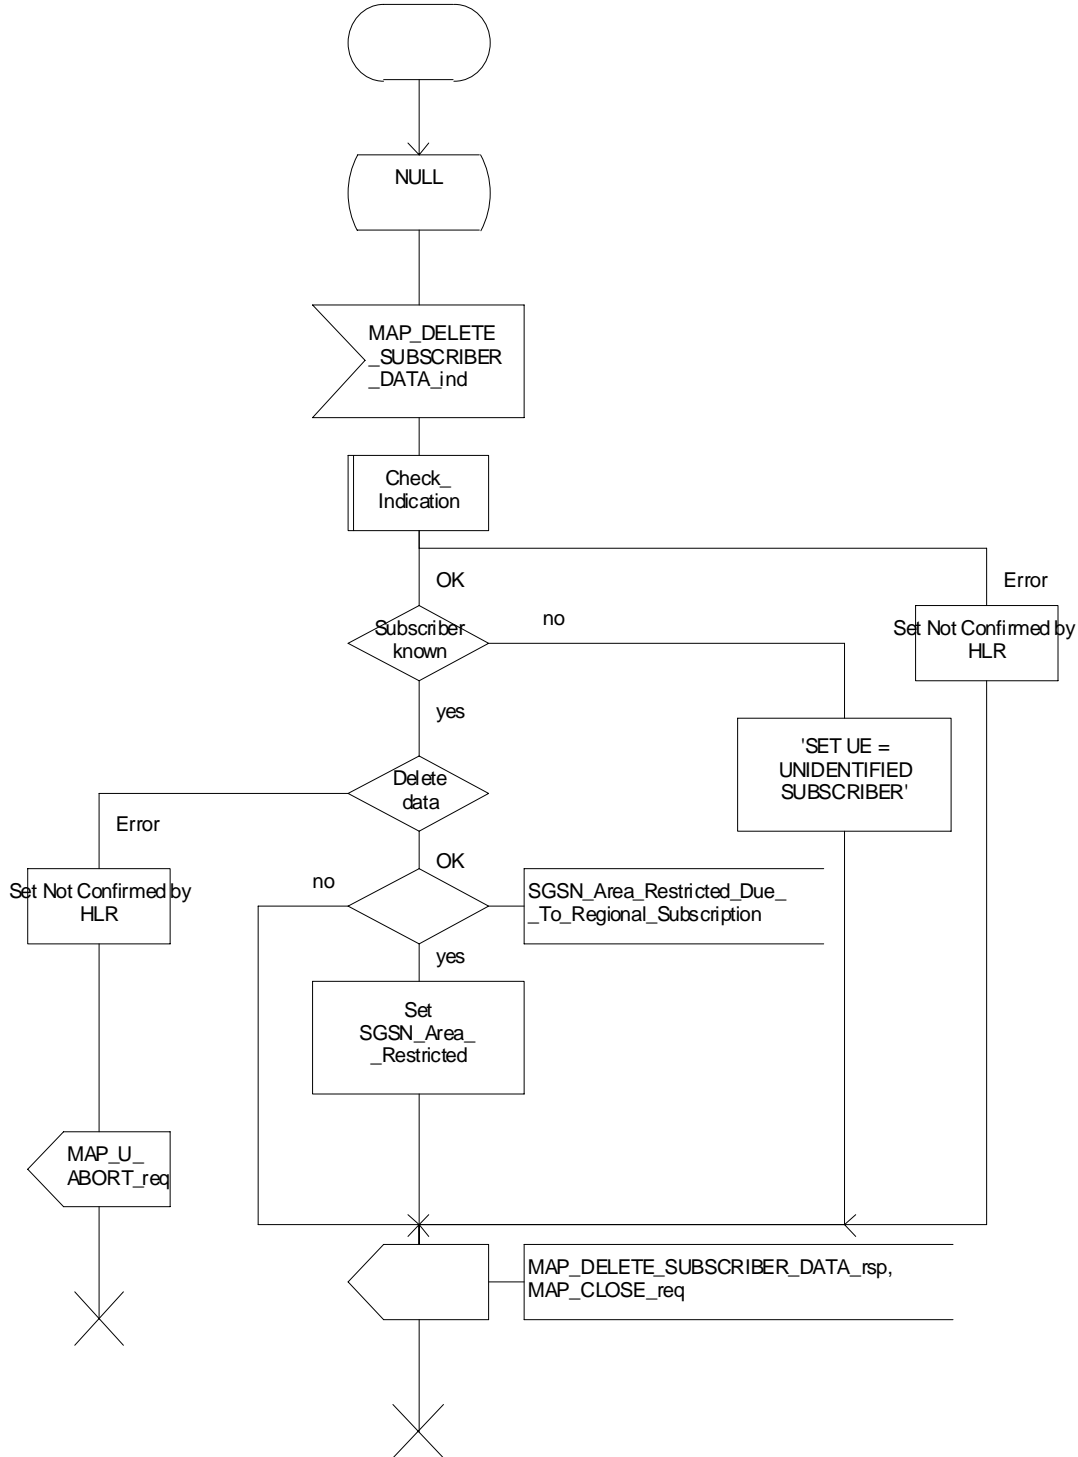 NULL
MAP_DELETE
_SUBSCRIBER
_DATA_ind
Check_
Indication
OK
Error
Subscriber
known
no
Set Not Confirmed by
HLR
yes
'SET UE =
UNIDENTIFIED
SUBSCRIBER'
Delete
data
Error
OK
no
Set Not Confirmed by
HLR
SGSN_Area_Restricted_Due_
_To_Regional_Subscription
yes
Set
SGSN_Area_
_Restricted
MAP_U_
ABORT_req
MAP_DELETE_SUBSCRIBER_DATA_rsp,
MAP_CLOSE_req